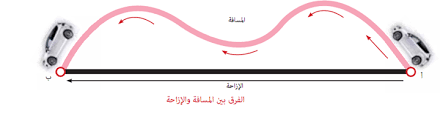 المسافة
أ
ب
الإزاحة
الفرق بين المسافة والإزاحة